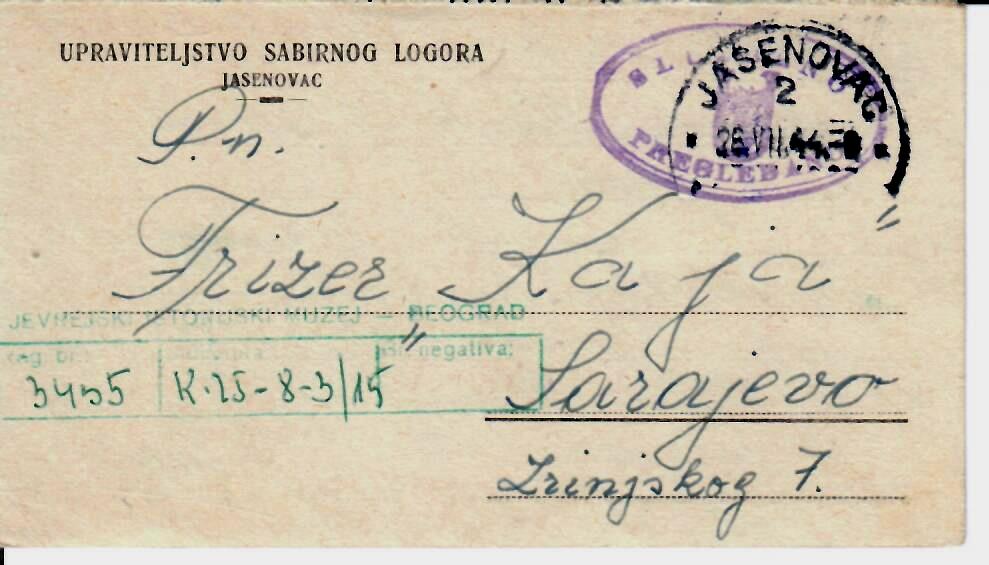 UPRAVITELJSTVO SABIRNOG LOGORA
JASENOVAC
SLUŽBENO
PREGLEDANO
JASENOVAC
2
26.VII.44
P.n.
Frizer Kaja
JEVREJSKI ISTORIJSKI MUZEJ — BEOGRAD
negativa:
K.25-8-3/15
Sarajevo
Zrinjskog 7.